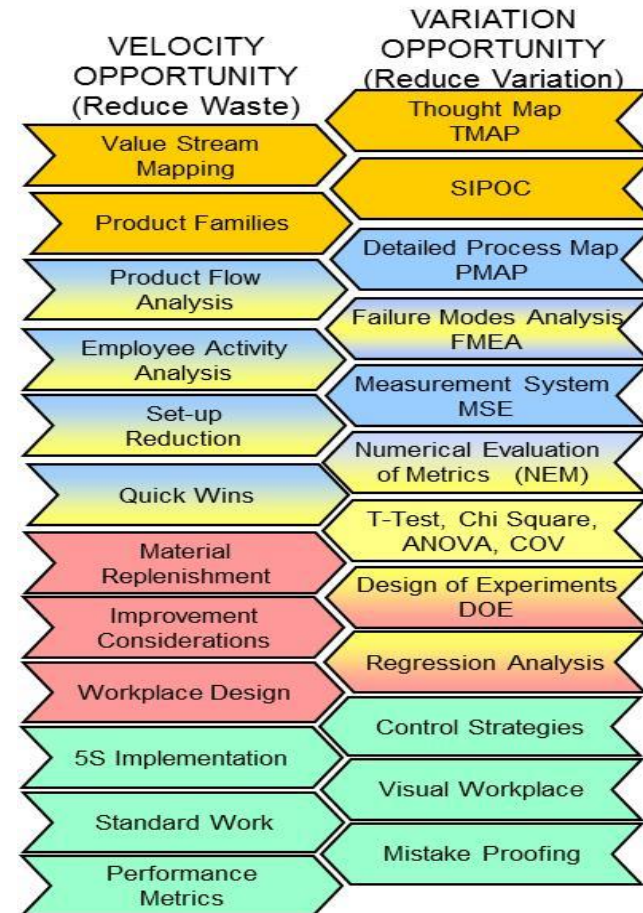 VELOCITY
OPPORTUNITY
(Reduce Waste)
Value Stream
Mapping
Product Families
Product Flow
Analysis
Employee Activity
Analysis
Set-up
Reduction
Quick Wins
Material
Replenishment
Improvement
Considerations
Workplace Design
5S Implementation
Standard Work
Performance
Metrics
VARIATION
OPPORTUNITY
(Reduce Variation)
Thought Map
TMAP
SIPOC
Detailed Process Map
PMAP
Failure Modes Analysis
FMEA
Measurement System
MSE
Numerical Evaluation
of Metrics (NEM)
T-Test, Chi Square,
ANOVA, COV
Design of Experiments
DOE
Regression Analysis
Control Strategies
Visual Workplace
Mistake Proofing